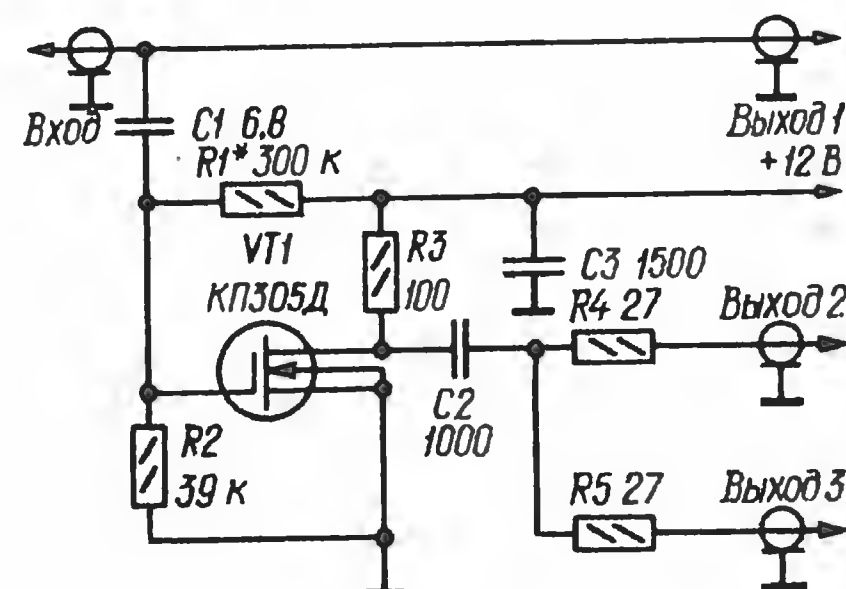 Вход
C1 6,8
Выход 1
R1* 300 к
+12 В
VT1
КП305Д
R3
100
C3 1500
R4 27
Выход 2
C2
1000
R2
39 к
R5 27
Выход 3